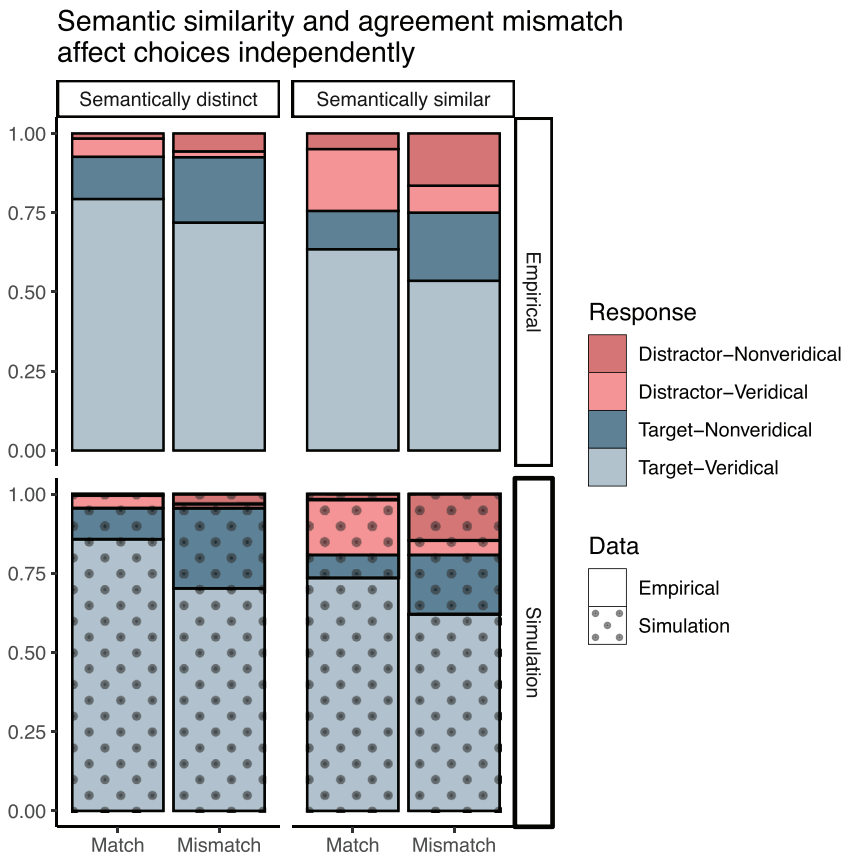 Semantic similarity and agreement mismatch
affect choices independently
Semantically distinct
Semantically similar
1.00
0.75
0.50
0.25
0.00
Empirical
1.00
0.75
0.50
0.25
0.00
Simulation
Match
Mismatch
Match
Mismatch
Response
Distractor−Nonveridical
Distractor−Veridical
Target−Nonveridical
Target−Veridical
Data
Empirical
Simulation